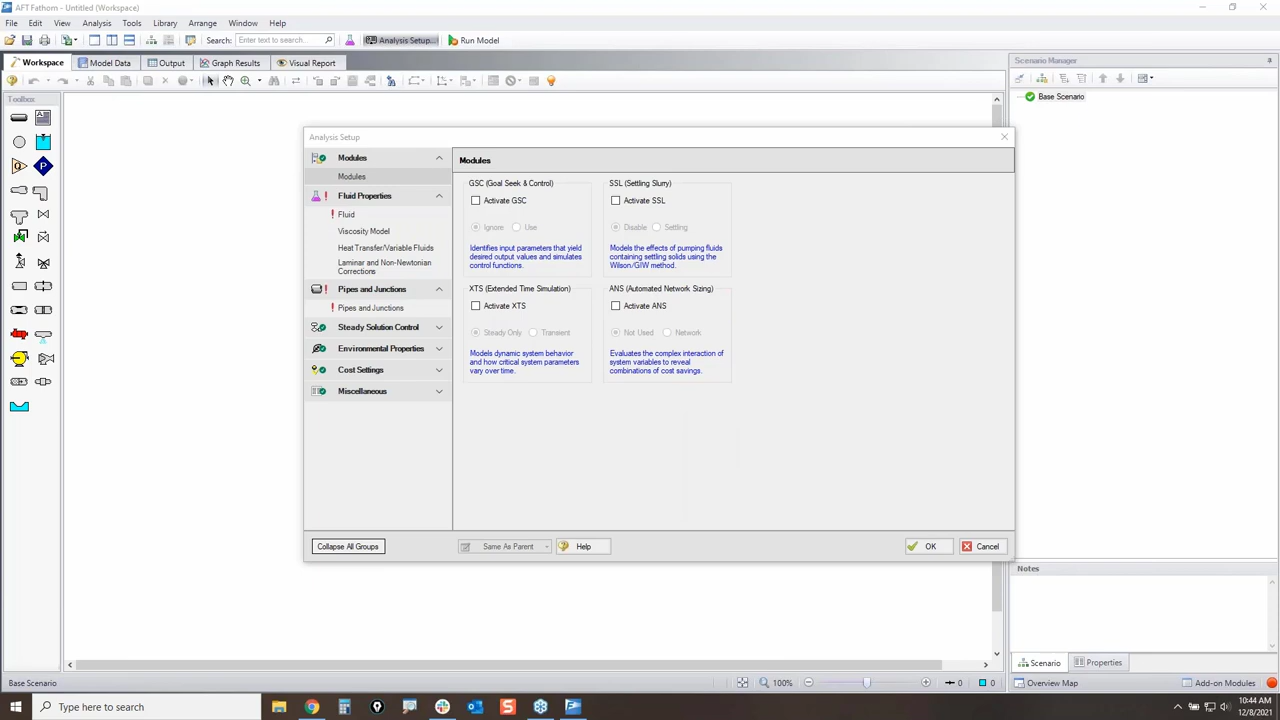 AFT Fathom - Untitled (Workspace)
File Edit View Analysis Tools Library Arrange Window Help
Search: Enter text to search... Analysis Setup... Run Model
Workspace Model Data Output Graph Results Visual Report
Scenario Manager
Toolbox
Base Scenario
Analysis Setup
Modules
Modules
Fluid Properties
Fluid
Viscosity Model
Heat Transfer/Variable Fluids
Laminar and Non-Newtonian
Corrections
Pipes and Junctions
Pipes and Junctions
Steady Solution Control
Environmental Properties
Cost Settings
Miscellaneous
Modules
GSC (Goal Seek & Control)
Activate GSC
Ignore Use
Identifies input parameters that yield
desired output values and simulates
control functions.
SSL (Settling Slurry)
Activate SSL
Disable Settling
Models the effects of pumping fluids
containing settling solids using the
Wilson/GIW method.
XTS (Extended Time Simulation)
Activate XTS
Steady Only Transient
Models dynamic system behavior
and how critical system parameters
vary over time.
ANS (Automated Network Sizing)
Activate ANS
Not Used Network
Evaluates the complex interaction of
system variables to reveal
combinations of cost savings.
Collapse All Groups Same As Parent Help OK Cancel
Notes
Scenario Properties
Base Scenario 100% 0 0 Overview Map Add-on Modules
Type here to search
10:44 AM
12/8/2021